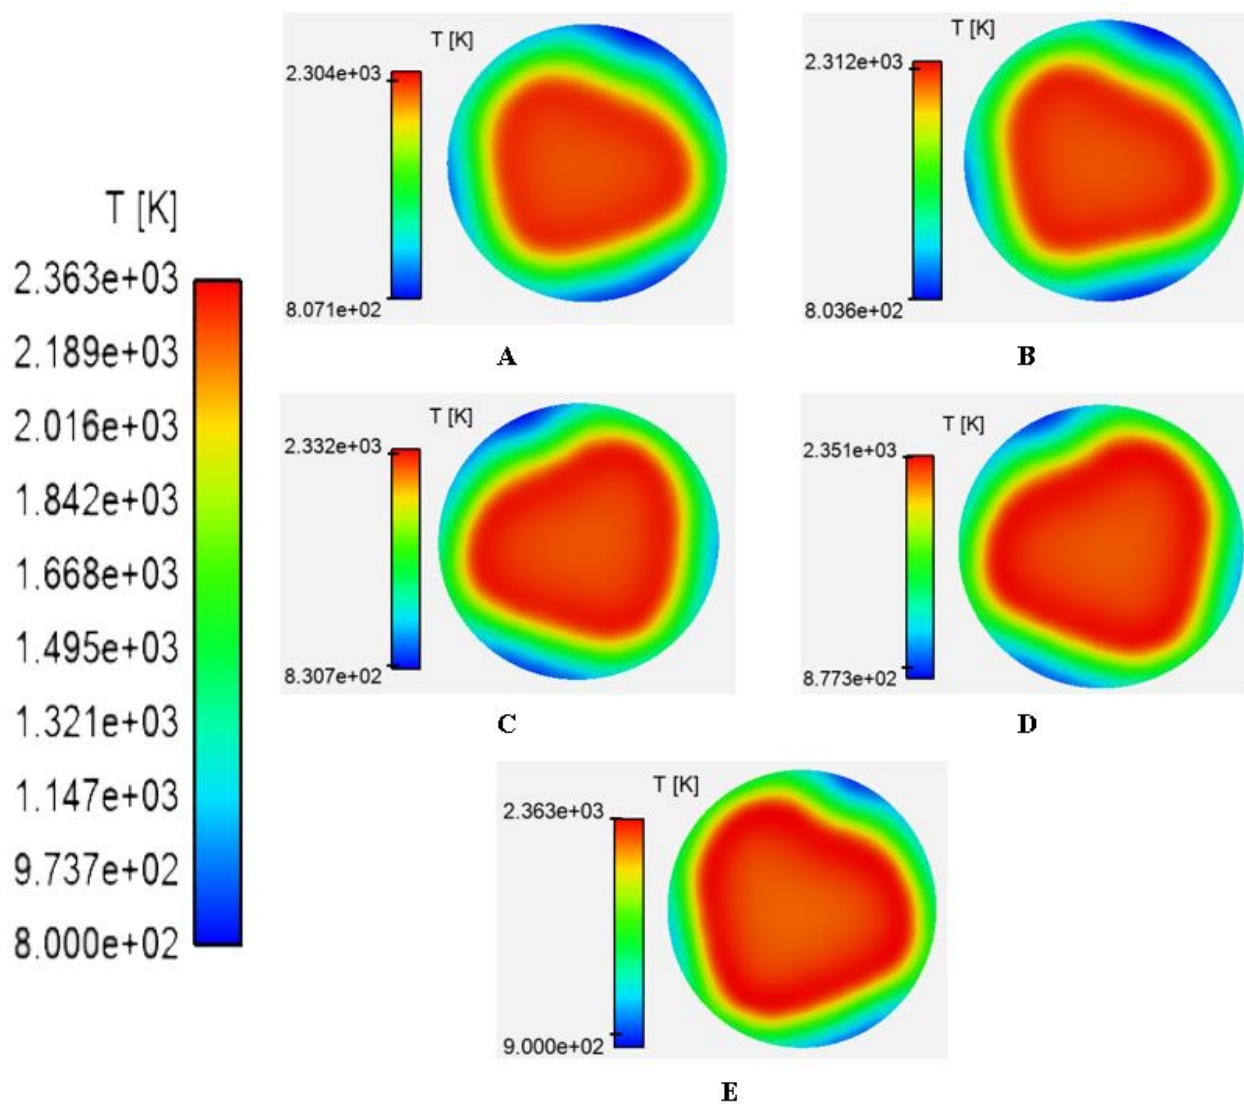 T [K]
2.363e+03
2.189e+03
2.016e+03
1.842e+03
1.668e+03
1.495e+03
1.321e+03
1.147e+03
9.737e+02
8.000e+02
T [K]
2.304e+03
8.071e+02
A
T [K]
2.312e+03
8.036e+02
B
T [K]
2.332e+03
8.307e+02
C
T [K]
2.351e+03
8.773e+02
D
T [K]
2.363e+03
9.000e+02
E